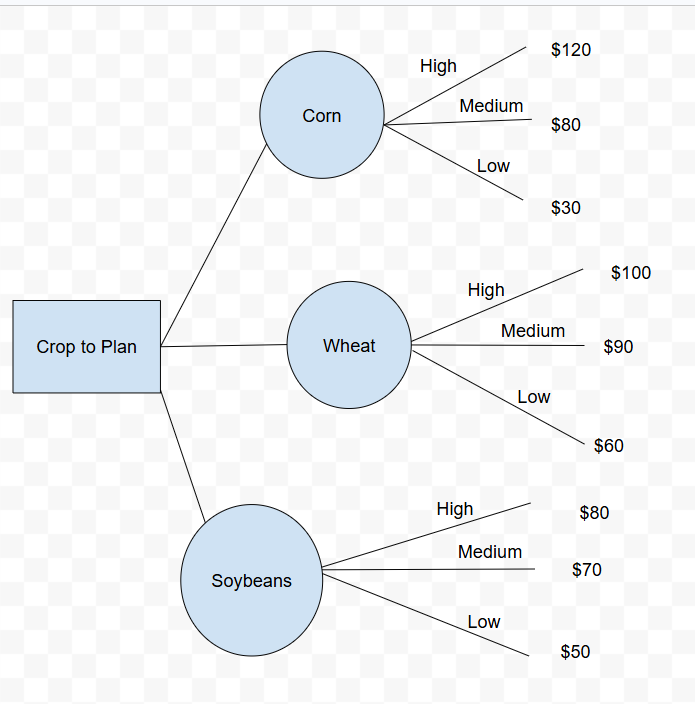 Corn
High
$120
Medium
$80
Low
$30
Crop to Plan
Wheat
High
$100
Medium
$90
Low
$60
Soybeans
High
$80
Medium
$70
Low
$50